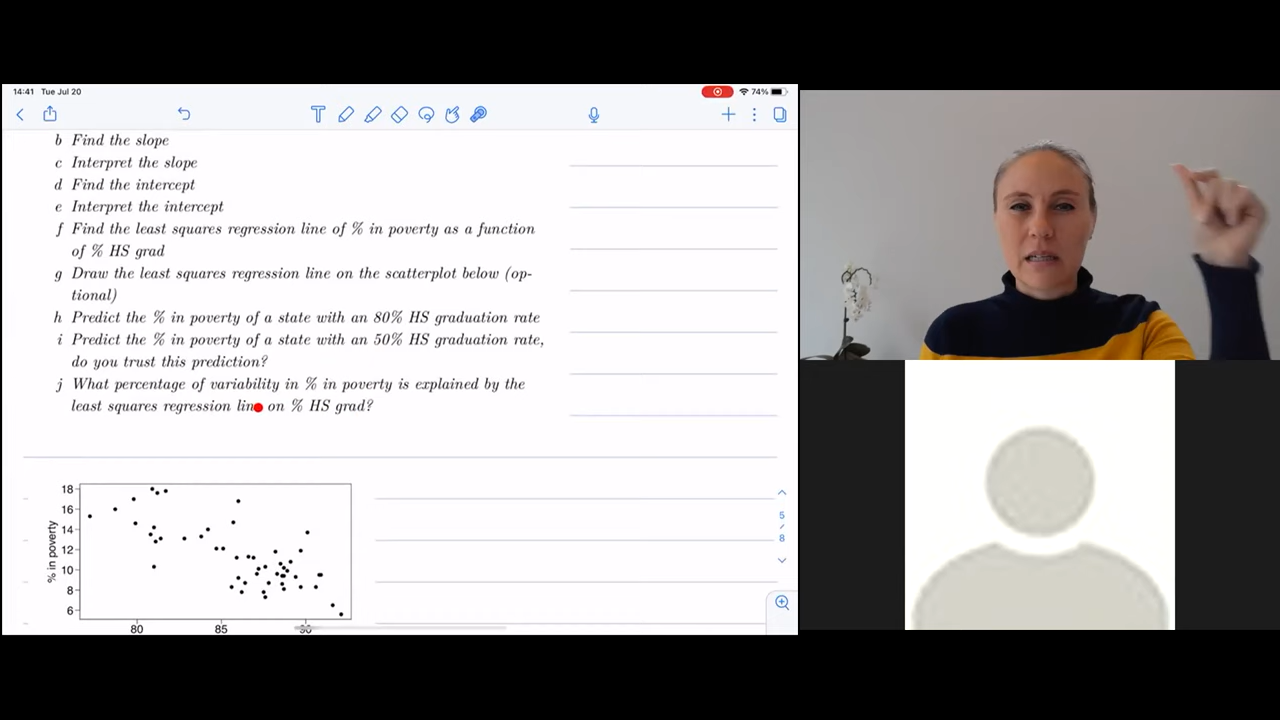 14:41 Tue Jul 20
74%
b Find the slope
c Interpret the slope
d Find the intercept
e Interpret the intercept
f Find the least squares regression line of % in poverty as a function
of % HS grad
g Draw the least squares regression line on the scatterplot below (op-
tional)
h Predict the % in poverty of a state with an 80% HS graduation rate
i Predict the % in poverty of a state with an 50% HS graduation rate,
do you trust this prediction?
j What percentage of variability in % in poverty is explained by the
least squares regression line on % HS grad?
5
/
8
% in poverty
18
16
14
12
10
8
6
80 85 90